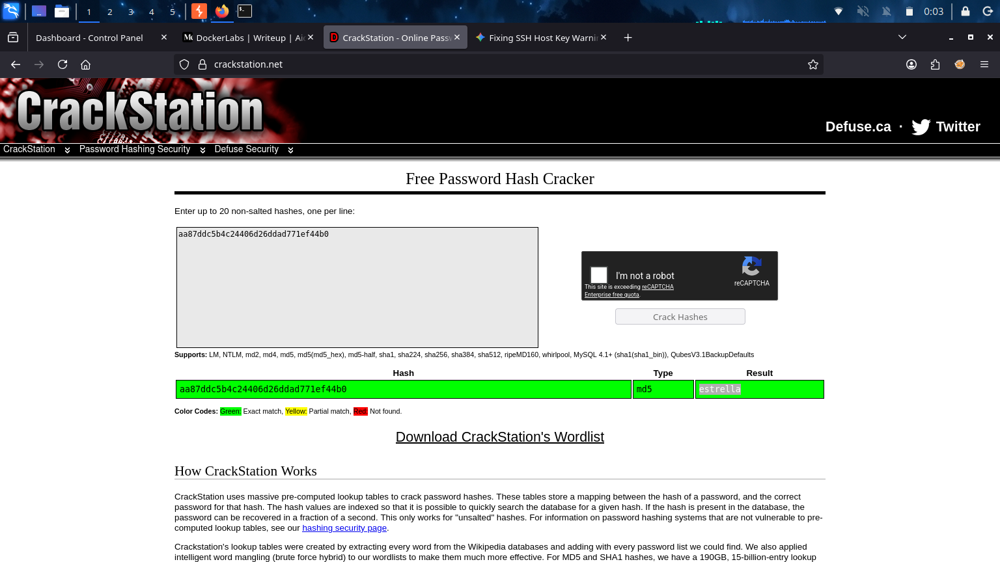 1 2 3 4 5 0:03
Dashboard - Control Panel
DockerLabs | Writeup | Aid
CrackStation - Online Passw
Fixing SSH Host Key Warnin
crackstation.net
CrackStation
Defuse.ca · Twitter
CrackStation Password Hashing Security Defuse Security
Free Password Hash Cracker
Enter up to 20 non-salted hashes, one per line:
aa87ddc5b4c24406d26ddad771ef44b0
I'm not a robot
reCAPTCHA
This site is exceeding reCAPTCHA
Enterprise free quota.
Crack Hashes
Supports: LM, NTLM, md2, md4, md5, md5(md5_hex), md5-half, sha1, sha224, sha256, sha384, sha512, ripeMD160, whirlpool, MySQL 4.1+ (sha1(sha1_bin)), QubesV3.1BackupDefaults
Hash Type Result
aa87ddc5b4c24406d26ddad771ef44b0 md5 estrella
Color Codes: Green: Exact match, Yellow: Partial match, Red: Not found.
Download CrackStation's Wordlist
How CrackStation Works
CrackStation uses massive pre-computed lookup tables to crack password hashes. These tables store a mapping between the hash of a password, and the correct
password for that hash. The hash values are indexed so that it is possible to quickly search the database for a given hash. If the hash is present in the database, the
password can be recovered in a fraction of a second. This only works for "unsalted" hashes. For information on password hashing systems that are not vulnerable to pre-
computed lookup tables, see our hashing security page.
Crackstation's lookup tables were created by extracting every word from the Wikipedia databases and adding with every password list we could find. We also applied
intelligent word mangling (brute force hybrid) to our wordlists to make them much more effective. For MD5 and SHA1 hashes, we have a 190GB, 15-billion-entry lookup